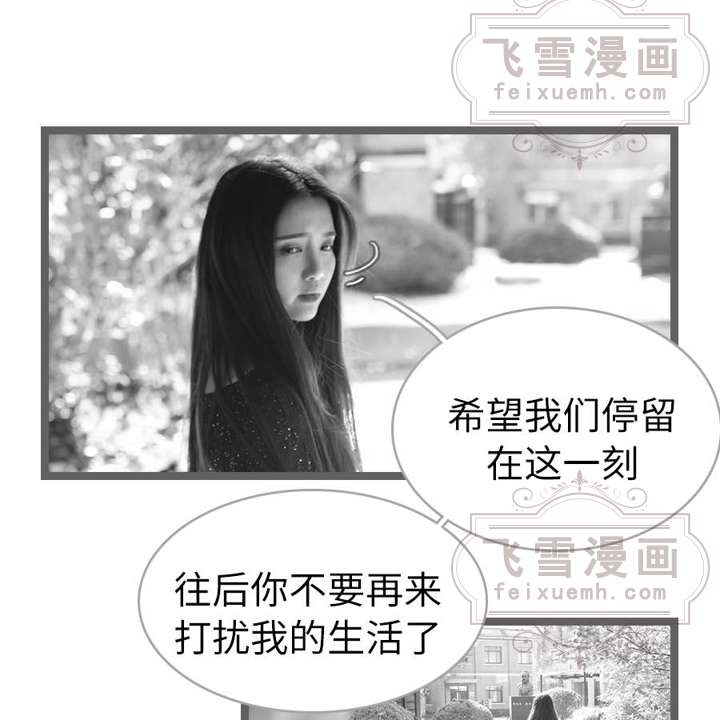 飞雪漫画
feixuemh.com
希望我们停留
在这一刻
飞雪漫画
feixuemh.com
往后你不要再来
打扰我的生活了